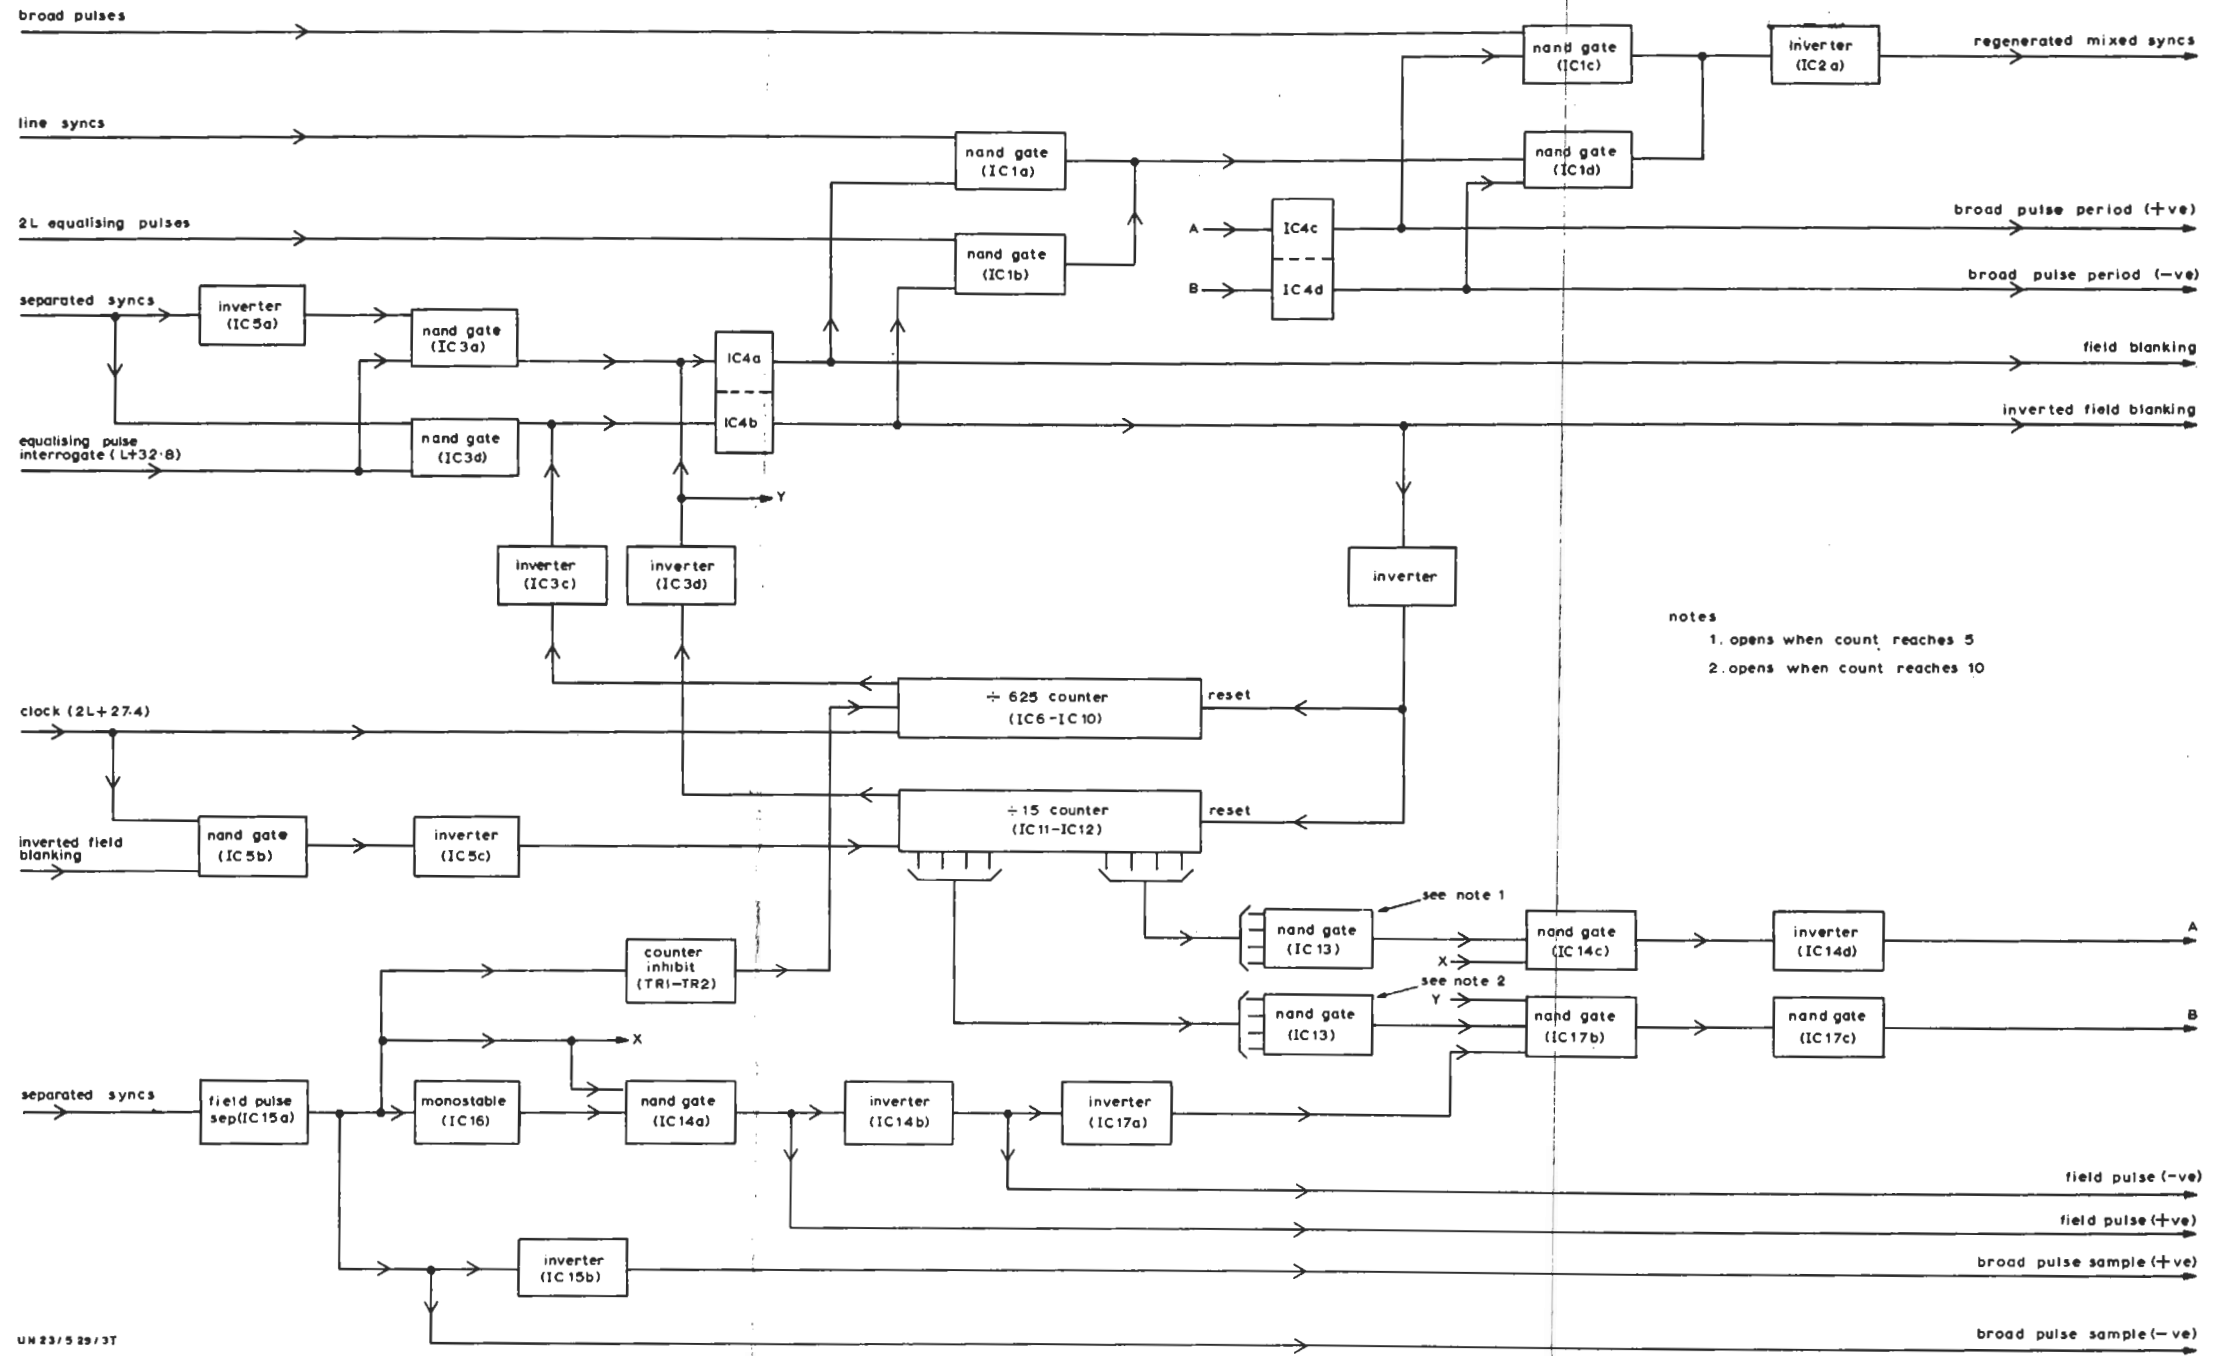 broad pulses
nand gate
(IC1c)
inverter
(IC2a)
regenerated mixed syncs
line syncs
nand gate
(IC1a)
nand gate
(IC1d)
2L equalising pulses
nand gate
(IC1b)
A
IC4c
broad pulse period (+ve)
B
IC4d
broad pulse period (-ve)
separated syncs
inverter
(IC5a)
nand gate
(IC3a)
IC4a
field blanking
IC4b
inverted field blanking
equalising pulse
interrogate (L+32·8)
nand gate
(IC3d)
Y
inverter
(IC3c)
inverter
(IC3d)
inverter
notes
1. opens when count reaches 5
2. opens when count reaches 10
÷ 625 counter
(IC6-IC10)
reset
clock (2L+27.4)
÷15 counter
(IC11-IC12)
reset
inverted field
blanking
nand gate
(IC5b)
inverter
(IC5c)
see note 1
nand gate
(IC13)
X
nand gate
(IC14c)
inverter
(IC14d)
A
counter
inhibit
(TR1-TR2)
see note 2
nand gate
(IC13)
Y
nand gate
(IC17b)
nand gate
(IC17c)
B
X
separated syncs
field pulse
sep(IC15a)
monostable
(IC16)
nand gate
(IC14a)
inverter
(IC14b)
inverter
(IC17a)
field pulse (-ve)
field pulse (+ve)
inverter
(IC15b)
broad pulse sample (+ve)
broad pulse sample (-ve)
UN23/529/3T